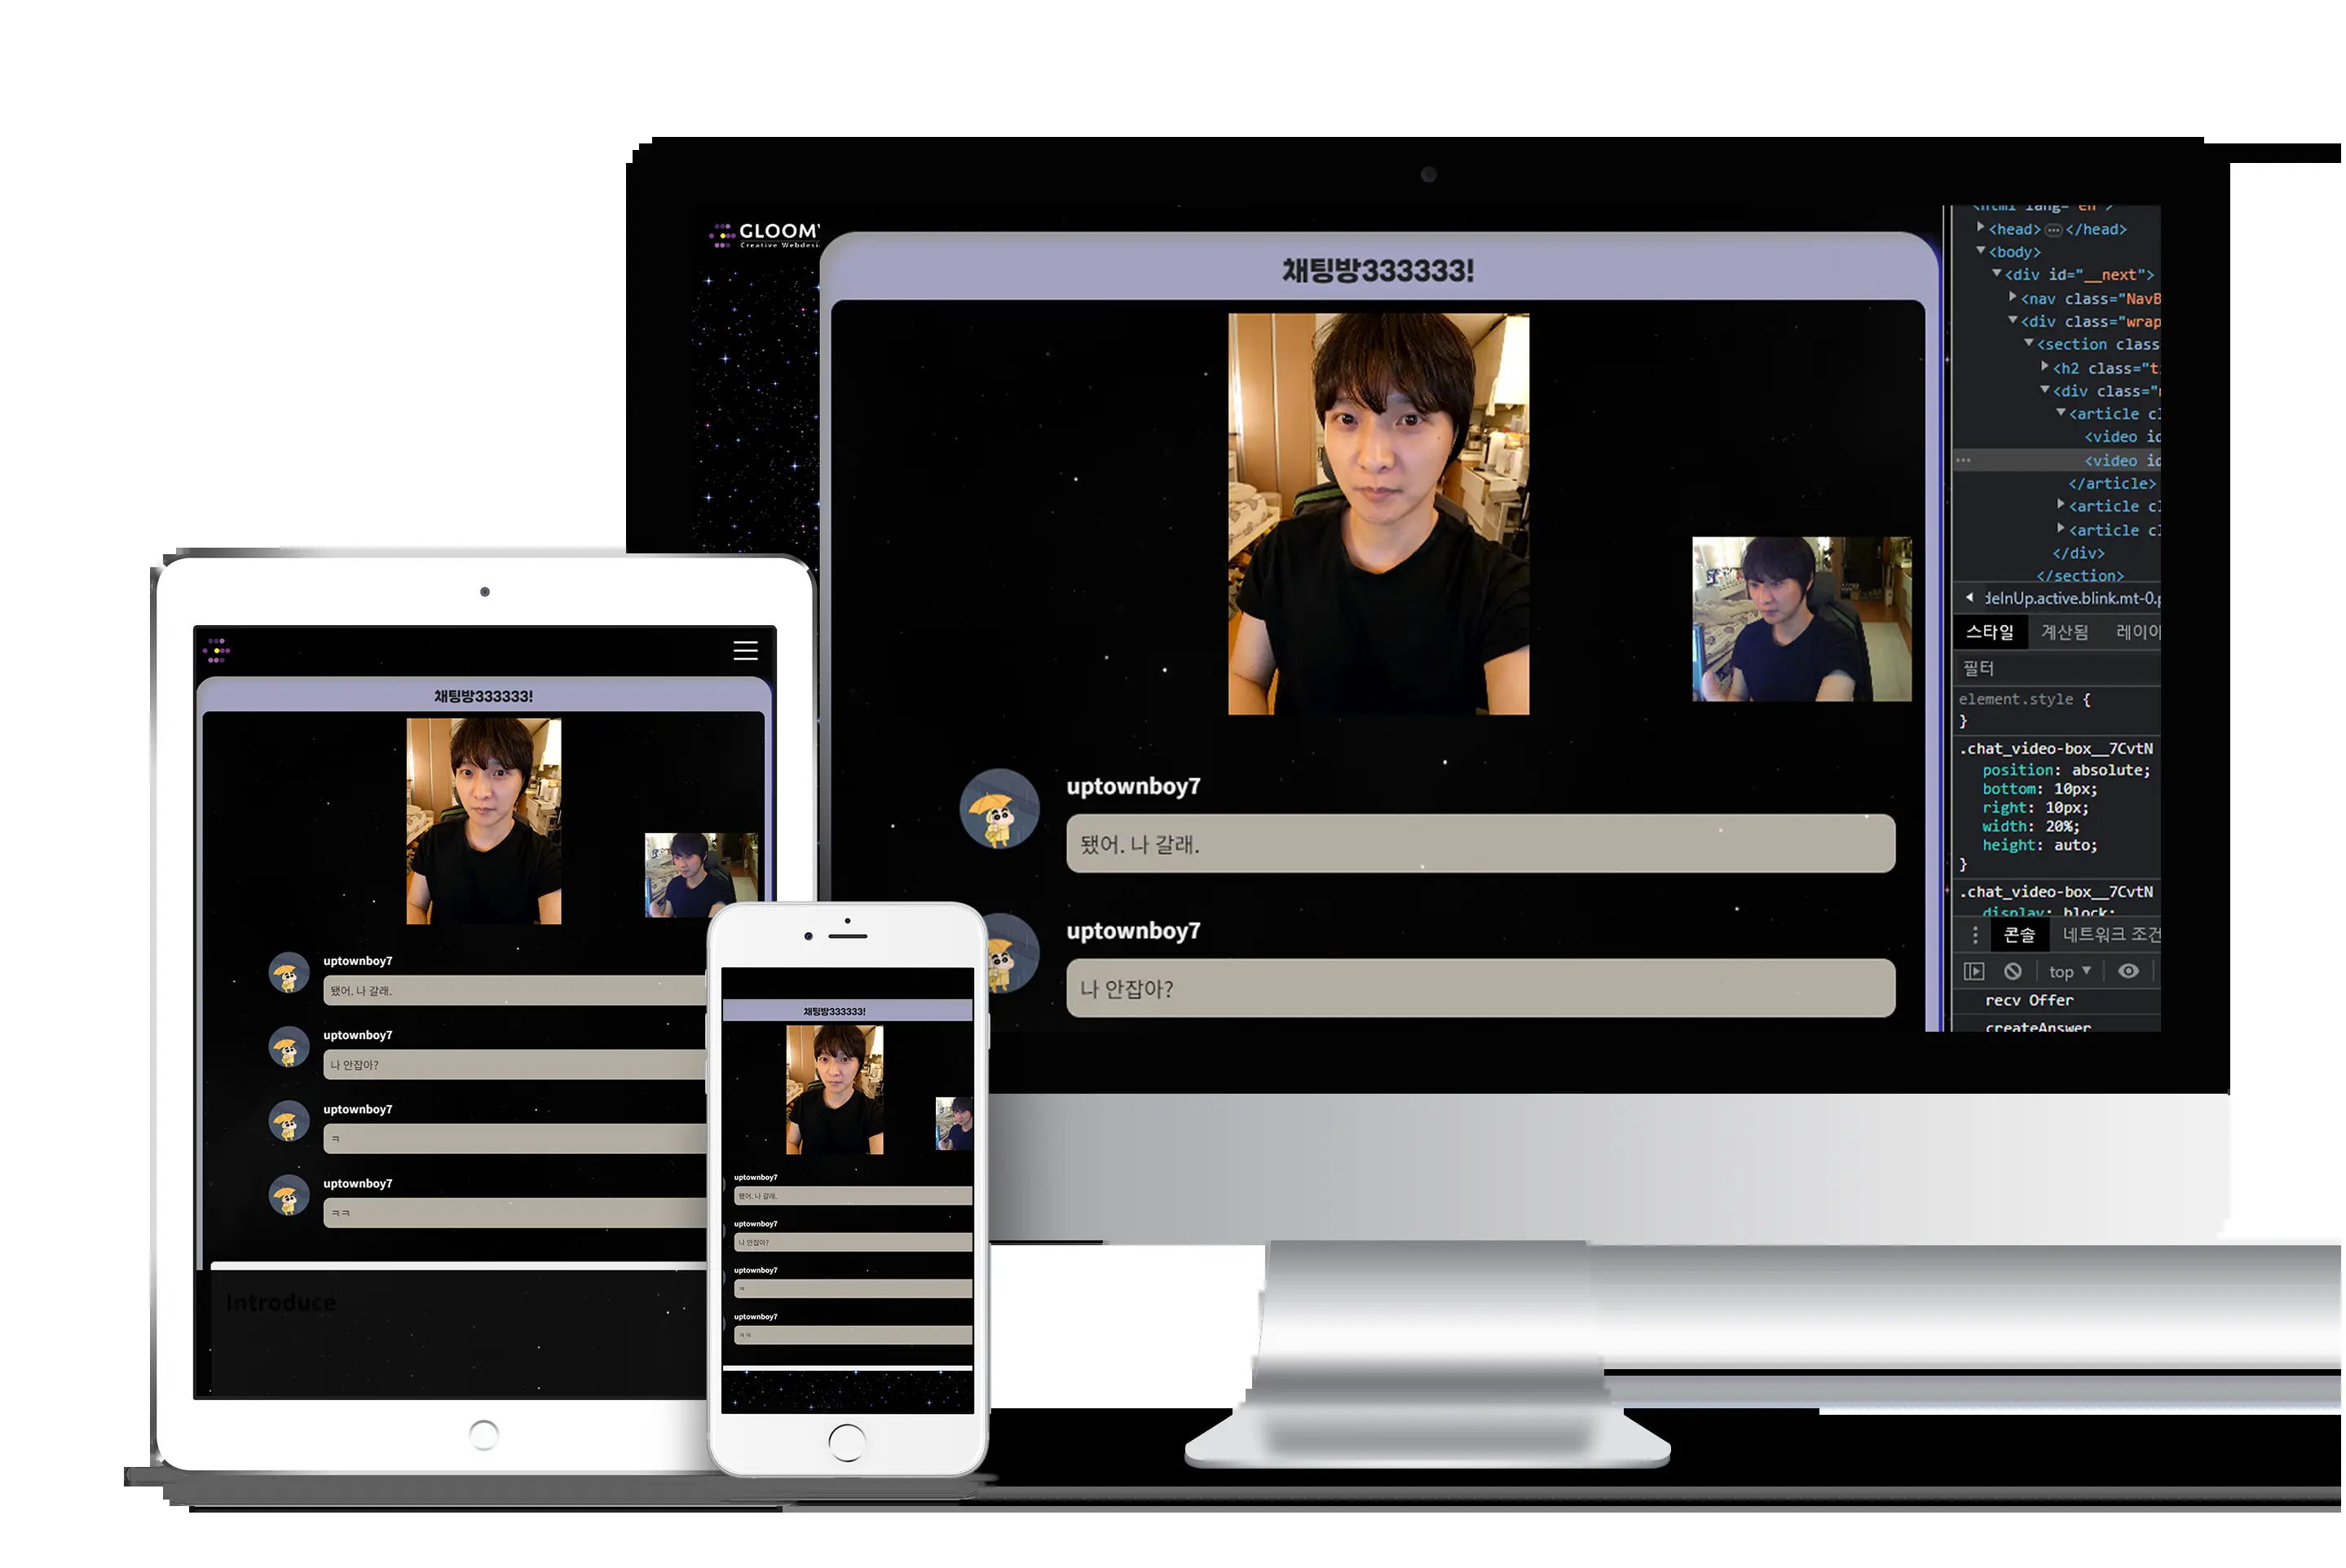 GLOOMY
Creative Webdesi
채팅방333333!
uptownboy7
됐어. 나 갈래.
uptownboy7
나 안잡아?
<html lang="en">
<head> ⋯ </head>
<body>
<div id="__next">
<nav class="NavB
<div class="wrap
<section class
<h2 class="t
<div class="
<article cl
<video id
<video id
</article>
<article cl
<article cl
</div>
</section>
deInUp.active.blink.mt-0.p
스타일 계산됨 레이아
필터
element.style {
}
.chat_video-box__7CvtN
position: absolute;
bottom: 10px;
right: 10px;
width: 20%;
height: auto;
}
.chat_video-box__7CvtN
display: block;
콘솔 네트워크 조건
top
recv Offer
createAnswer
채팅방333333!
uptownboy7
됐어. 나 갈래.
uptownboy7
나 안잡아?
uptownboy7
ㅋ
uptownboy7
ㅋㅋ
Introduce
채팅방333333!
uptownboy7
됐어. 나 갈래.
uptownboy7
나 안잡아?
uptownboy7
ㅋ
uptownboy7
ㅋㅋ